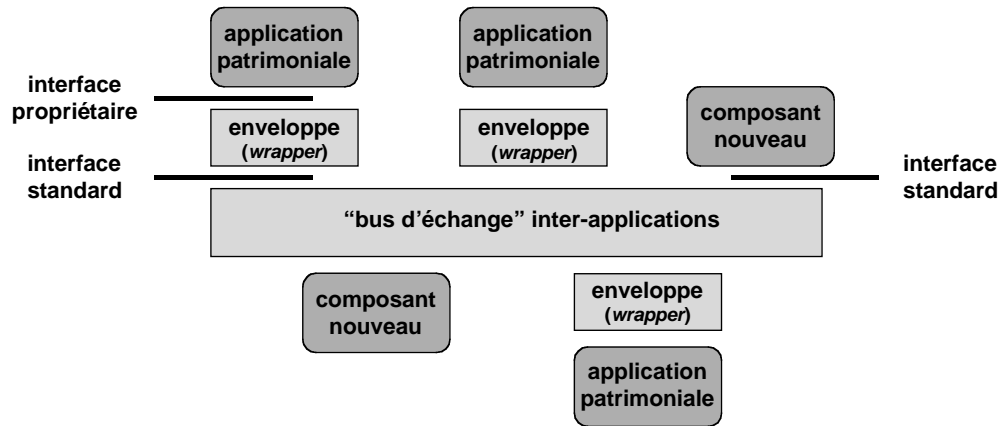 application
patrimoniale
application
patrimoniale
interface
propriétaire
composant
nouveau
enveloppe
(wrapper)
enveloppe
(wrapper)
interface
standard
interface
standard
“bus d’échange” inter-applications
composant
nouveau
enveloppe
(wrapper)
application
patrimoniale